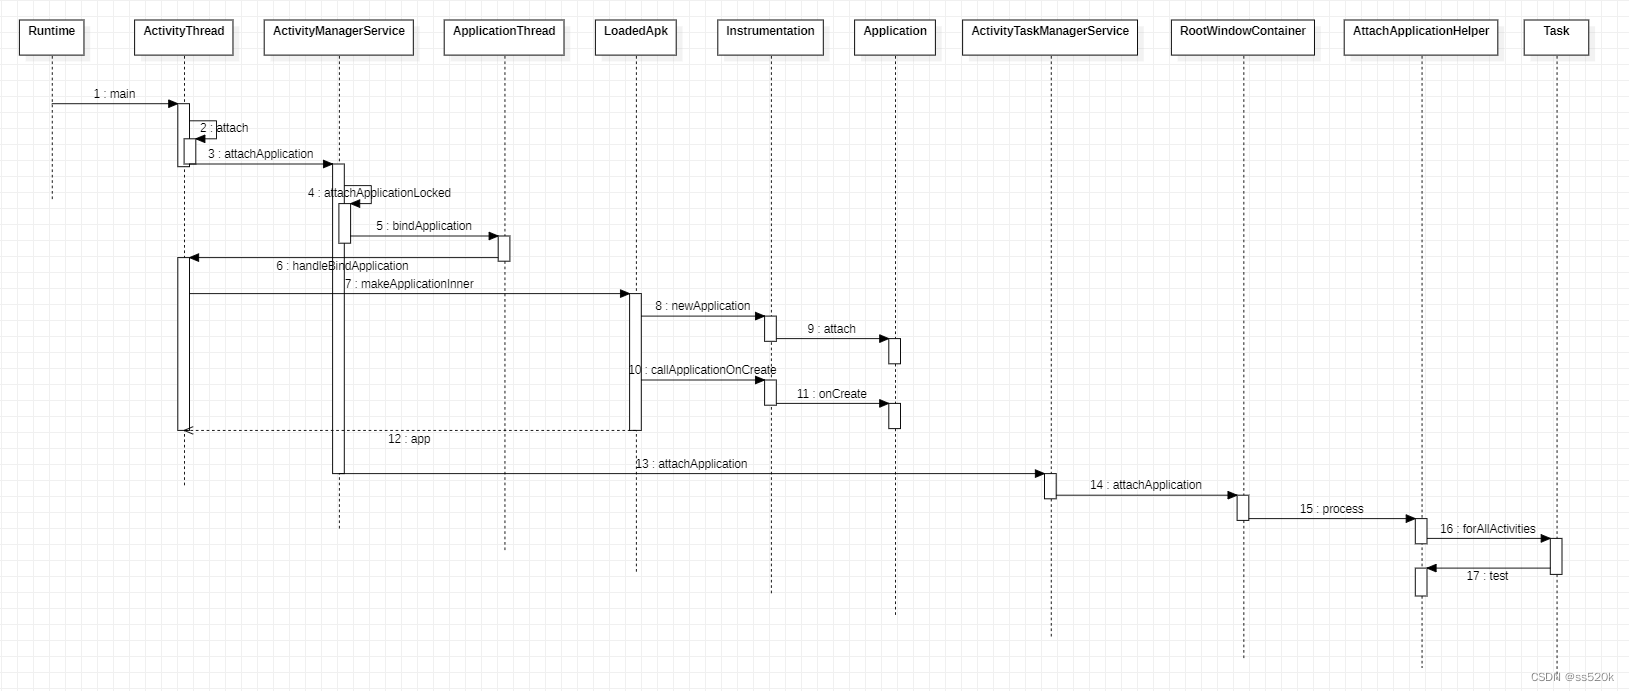 Runtime
ActivityThread
ActivityManagerService
ApplicationThread
LoadedApk
Instrumentation
Application
ActivityTaskManagerService
RootWindowContainer
AttachApplicationHelper
Task
1 : main
2 : attach
3 : attachApplication
4 : attachApplicationLocked
5 : bindApplication
6 : handleBindApplication
7 : makeApplicationInner
8 : newApplication
9 : attach
10 : callApplicationOnCreate
11 : onCreate
12 : app
13 : attachApplication
14 : attachApplication
15 : process
16 : forAllActivities
17 : test
CSDN @ss520k